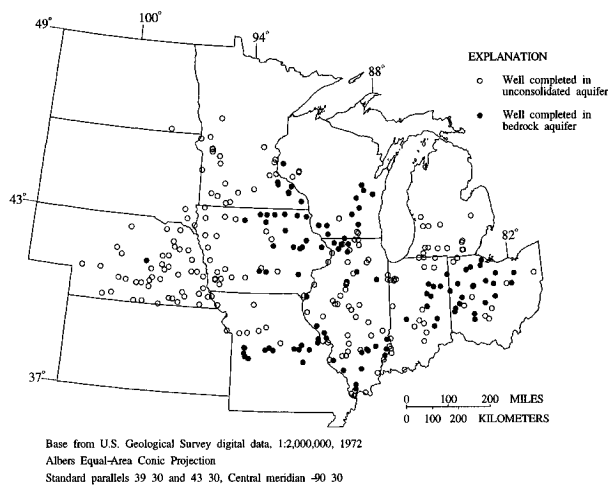 49°
100°
94°
88°
EXPLANATION
Well completed in
unconsolidated aquifer
Well completed in
bedrock aquifer
43°
82°
37°
0 100 200 MILES
0 100 200 KILOMETERS
Base from U.S. Geological Survey digital data, 1:2,000,000, 1972
Albers Equal-Area Conic Projection
Standard parallels 39 30 and 43 30, Central meridian -90 30